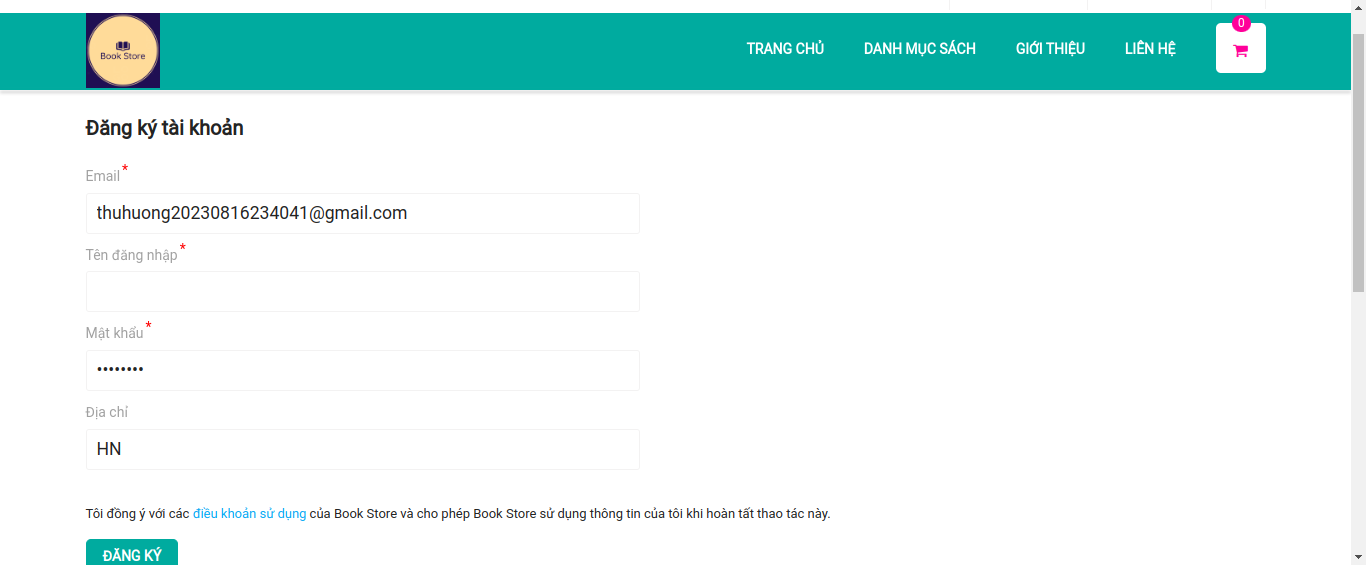 0
Book Store
TRANG CHỦ DANH MỤC SÁCH GIỚI THIỆU LIÊN HỆ
Đăng ký tài khoản
Email *
thuhuong20230816234041@gmail.com
Tên đăng nhập *
Mật khẩu *
••••••••
Địa chỉ
HN
Tôi đồng ý với các điều khoản sử dụng của Book Store và cho phép Book Store sử dụng thông tin của tôi khi hoàn tất thao tác này.
ĐĂNG KÝ